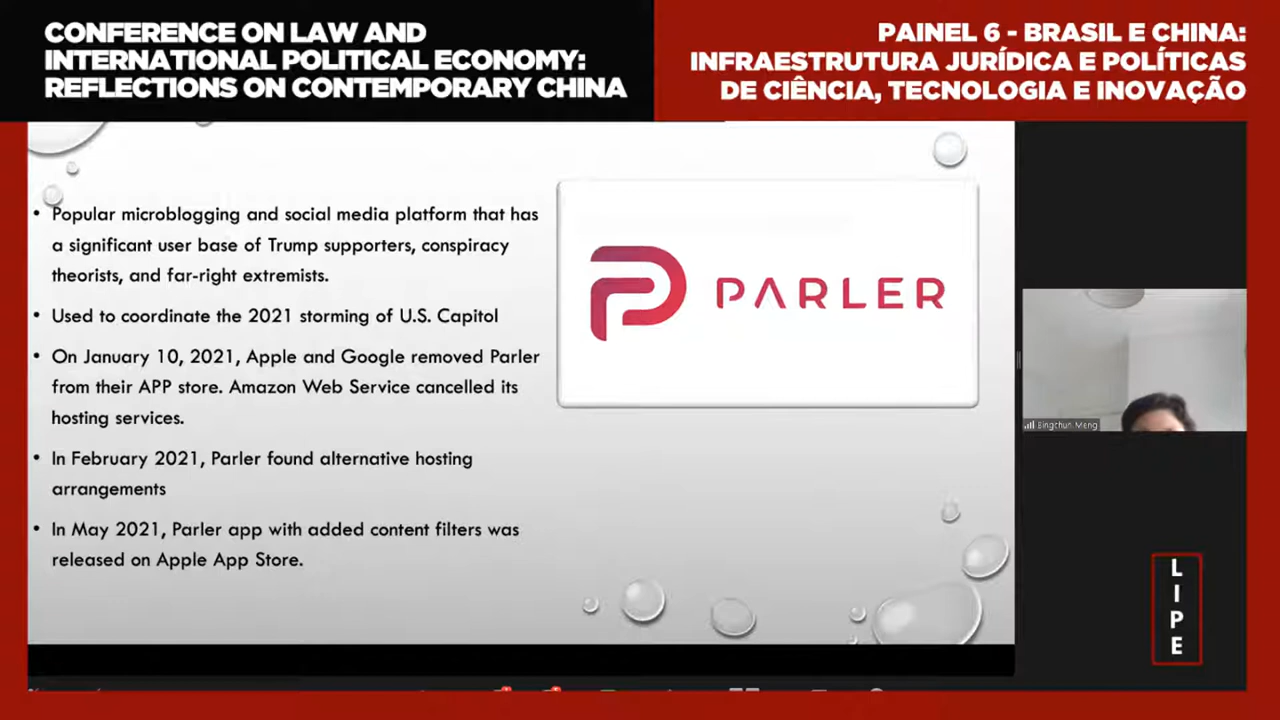 CONFERENCE ON LAW AND
INTERNATIONAL POLITICAL ECONOMY:
REFLECTIONS ON CONTEMPORARY CHINA
PAINEL 6 - BRASIL E CHINA:
INFRAESTRUTURA JURÍDICA E POLÍTICAS
DE CIÊNCIA, TECNOLOGIA E INOVAÇÃO
• Popular microblogging and social media platform that has
a significant user base of Trump supporters, conspiracy
theorists, and far-right extremists.
• Used to coordinate the 2021 storming of U.S. Capitol
• On January 10, 2021, Apple and Google removed Parler
from their APP store. Amazon Web Service cancelled its
hosting services.
• In February 2021, Parler found alternative hosting
arrangements
• In May 2021, Parler app with added content filters was
released on Apple App Store.
PARLER
Bingchun Meng
L
I
P
E